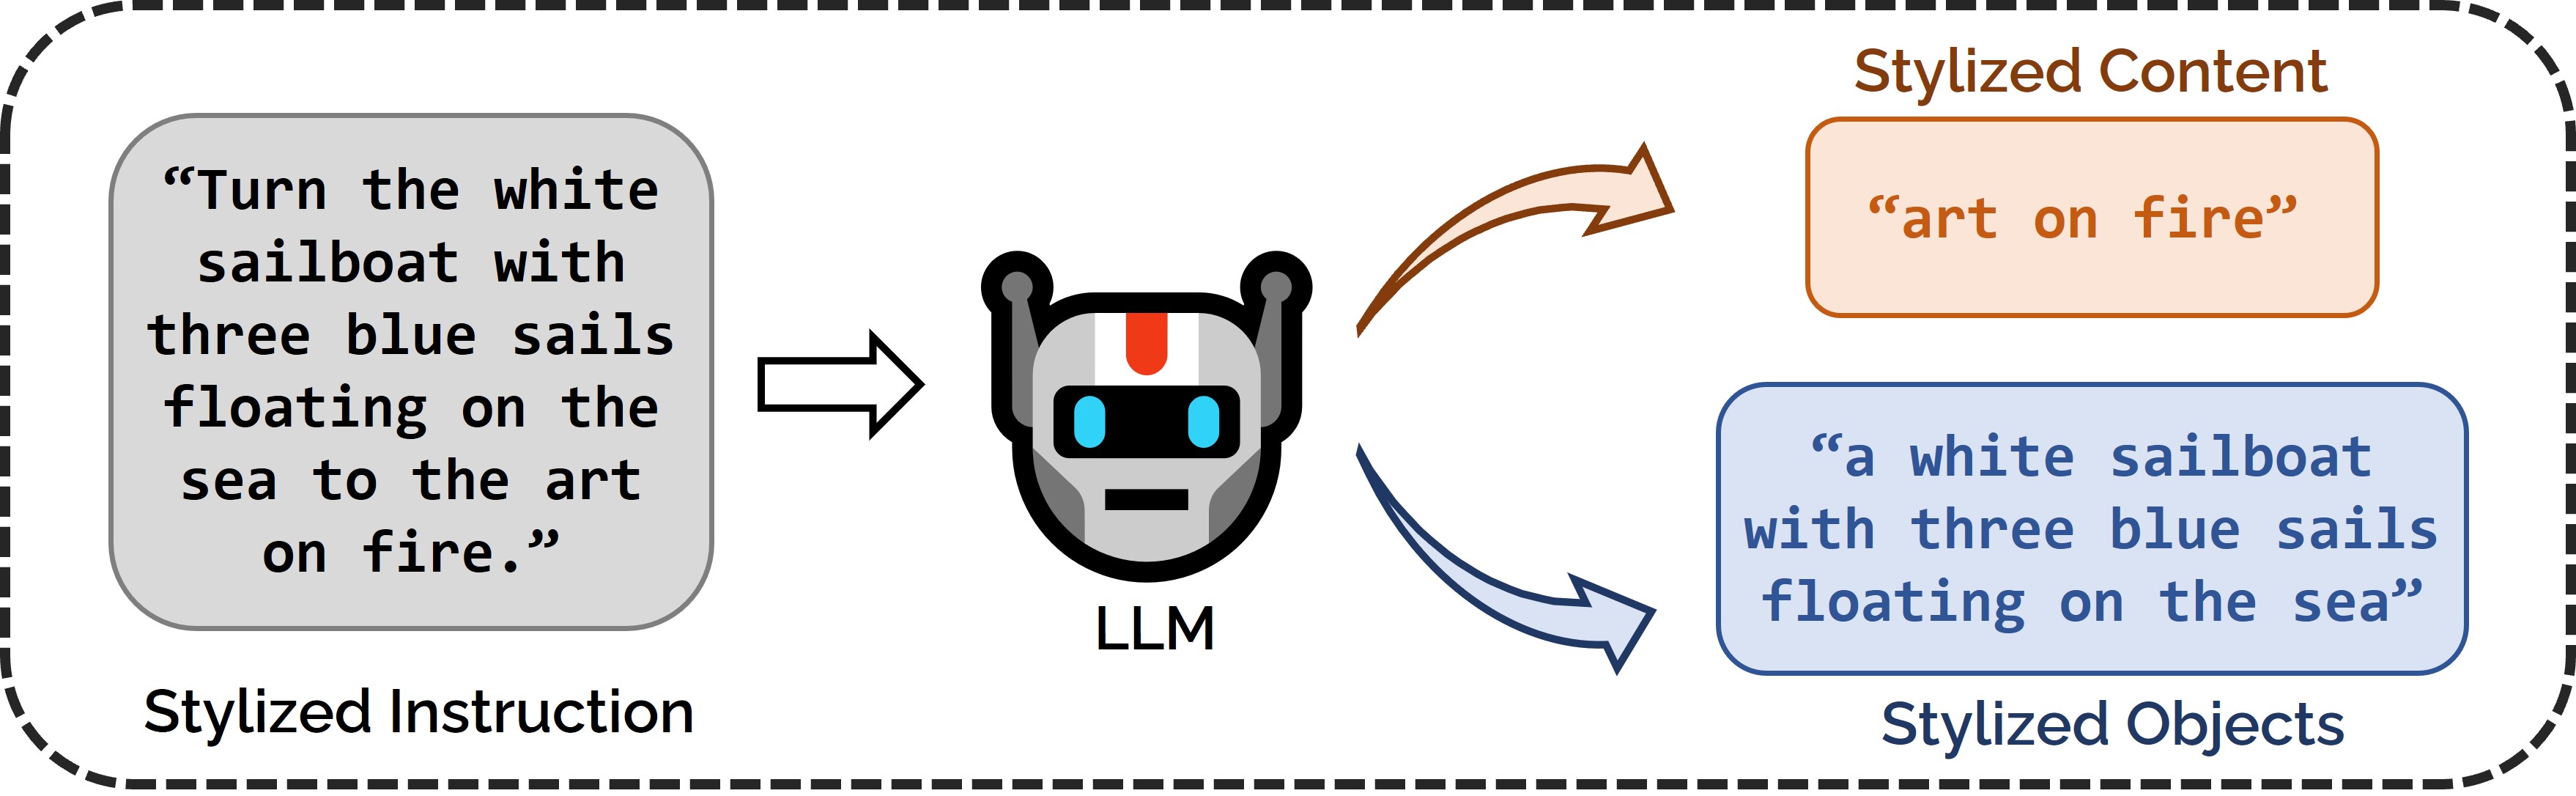 “Turn the white
sailboat with
three blue sails
floating on the
sea to the art
on fire.”
Stylized Instruction
LLM
Stylized Content
“art on fire”
“a white sailboat
with three blue sails
floating on the sea”
Stylized Objects